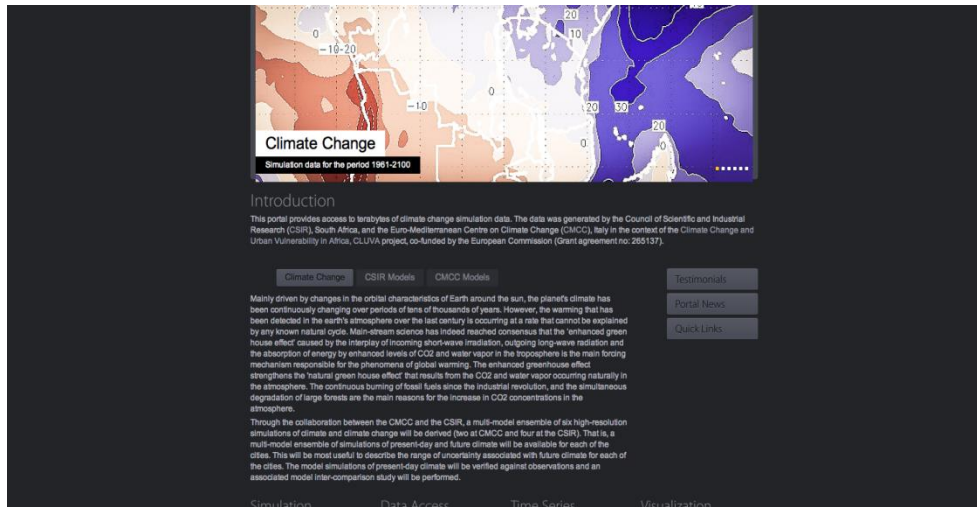 20
10
0
-10-20
0
-10
20
30
20
0
0
Climate Change
Simulation data for the period 1961-2100
Introduction
This portal provides access to terabytes of climate change simulation data. The data was generated by the Council of Scientific and Industrial
Research (CSIR), South Africa, and the Euro-Mediterranean Centre on Climate Change (CMCC), Italy in the context of the Climate Change and
Urban Vulnerability in Africa, CLUVA project, co-funded by the European Commission (Grant agreement no: 265137).
Climate Change CSIR Models CMCC Models
Testimonials
Portal News
Quick Links
Mainly driven by changes in the orbital characteristics of Earth around the sun, the planet's climate has
been continuously changing over periods of tens of thousands of years. However, the warming that has
been detected in the earth's atmosphere over the last century is occurring at a rate that cannot be explained
by any known natural cycle. Main-stream science has indeed reached consensus that the 'enhanced green
house effect' caused by the interplay of incoming short-wave irradiation, outgoing long-wave radiation and
the absorption of energy by enhanced levels of CO2 and water vapor in the troposphere is the main forcing
mechanism responsible for the phenomena of global warming. The enhanced greenhouse effect
strengthens the 'natural green house effect' that results from the CO2 and water vapor occurring naturally in
the atmosphere. The continuous burning of fossil fuels since the industrial revolution, and the simultaneous
degradation of large forests are the main reasons for the increase in CO2 concentrations in the
atmosphere.
Through the collaboration between the CMCC and the CSIR, a multi-model ensemble of six high-resolution
simulations of climate and climate change will be derived (two at CMCC and four at the CSIR). That is, a
multi-model ensemble of simulations of present-day and future climate will be available for each of the
cities. This will be most useful to describe the range of uncertainty associated with future climate for each of
the cities. The model simulations of present-day climate will be verified against observations and an
associated model inter-comparison study will be performed.
Simulation Data Access Time Series Visualization